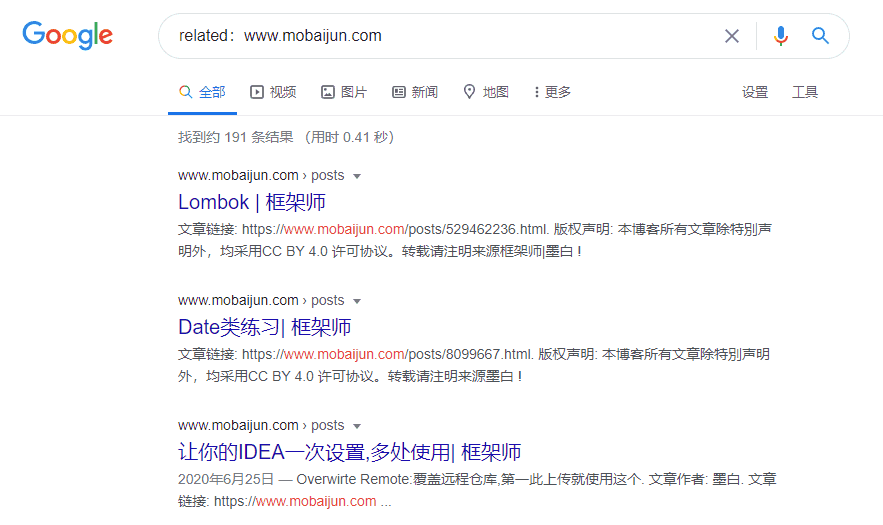 Google
related：www.mobaijun.com
全部 视频 图片 新闻 地图 更多 设置 工具
找到约 191 条结果 （用时 0.41 秒）
www.mobaijun.com › posts
Lombok | 框架师
文章链接: https://www.mobaijun.com/posts/529462236.html. 版权声明: 本博客所有文章除特别声
明外，均采用CC BY 4.0 许可协议。转载请注明来源框架师|墨白 !
www.mobaijun.com › posts
Date类练习| 框架师
文章链接: https://www.mobaijun.com/posts/8099667.html. 版权声明: 本博客所有文章除特别声明
外，均采用CC BY 4.0 许可协议。转载请注明来源墨白 !
www.mobaijun.com › posts
让你的IDEA一次设置,多处使用| 框架师
2020年6月25日 — Overwirte Remote:覆盖远程仓库,第一此上传就使用这个. 文章作者: 墨白. 文章
链接: https://www.mobaijun.com ...